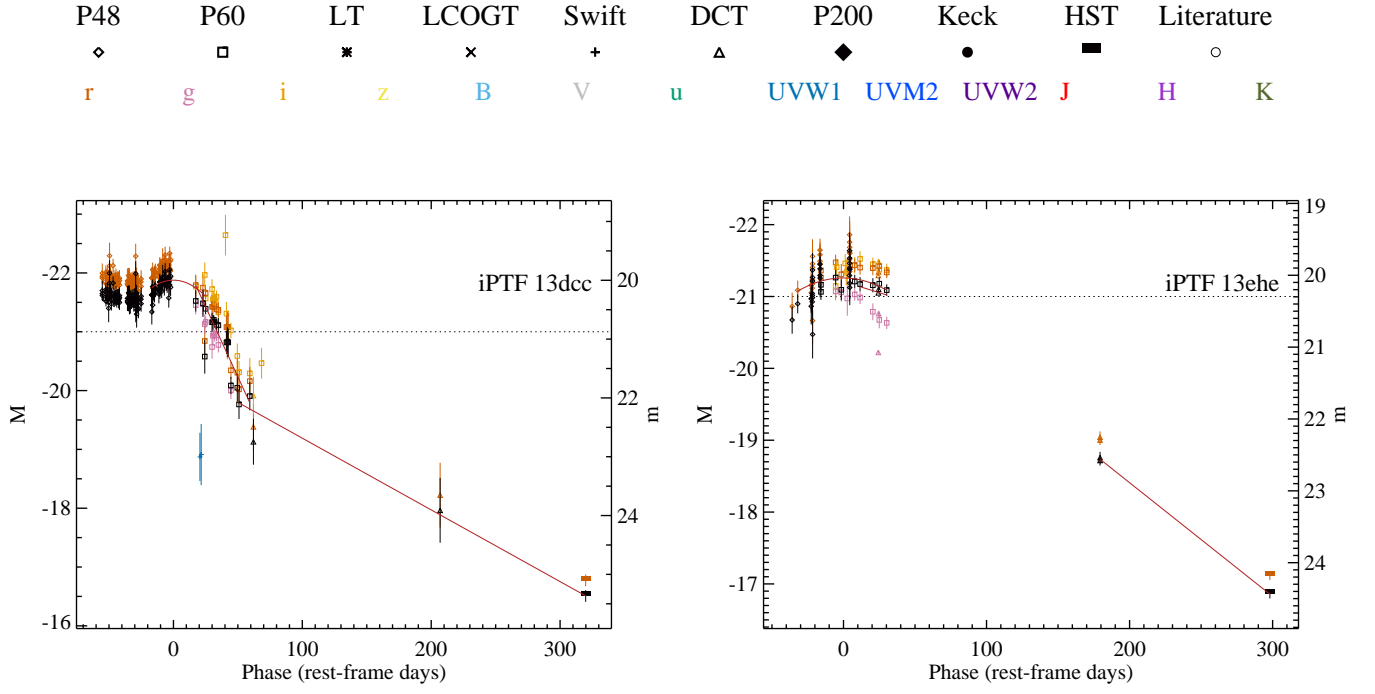 P48 P60 LT LCOGT Swift DCT P200 Keck HST Literature
r g i z B V u UVW1 UVM2 UVW2 J H K
19
-22
-22
20
iPTF 13dcc
iPTF 13ehe
20
-21
21
-20
-20
22
M
m
M
m
22
-19
-18
23
24
-18
-17
24
-16
0 100 200 300
0 100 200 300
Phase (rest-frame days)
Phase (rest-frame days)